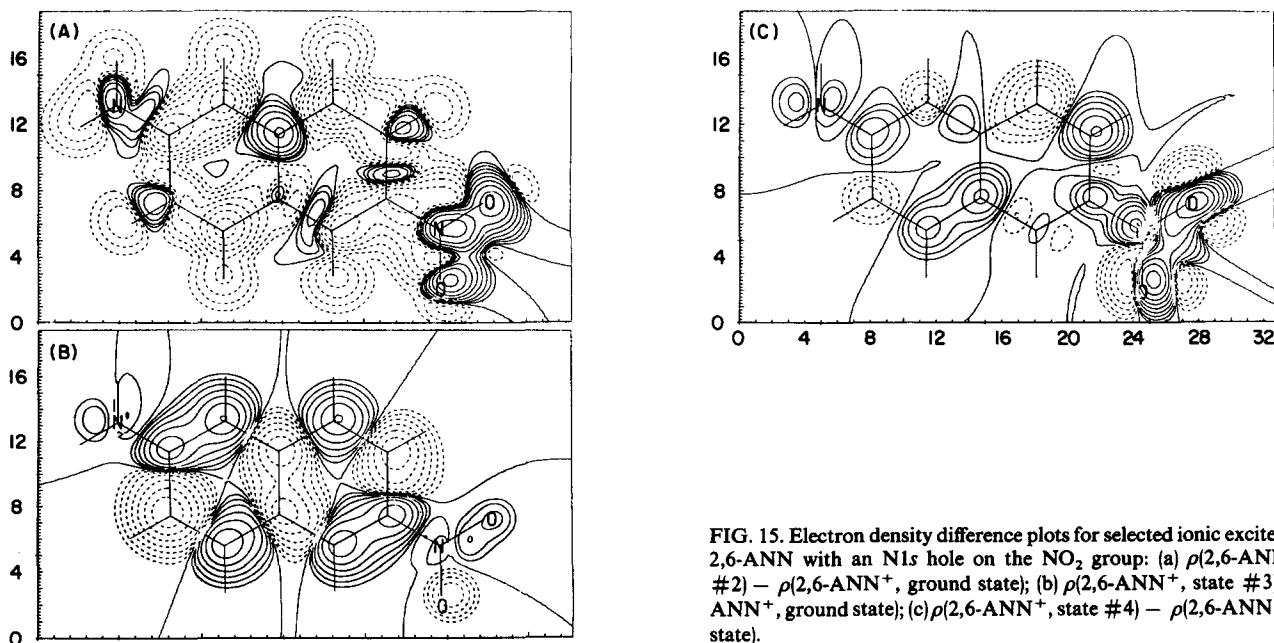 (A)
16
12
8
4
0
N
O
N
O
(B)
16
12
8
4
0
N
O
N
O
(C)
16
12
8
4
0
N
O
0 4 8 12 16 20 24 28 32
FIG. 15. Electron density difference plots for selected ionic excite
2,6-ANN with an N1s hole on the NO₂ group: (a) ρ(2,6-AN
#2) − ρ(2,6-ANN⁺, ground state); (b) ρ(2,6-ANN⁺, state #3
ANN⁺, ground state); (c) ρ(2,6-ANN⁺, state #4) − ρ(2,6-ANN
state).